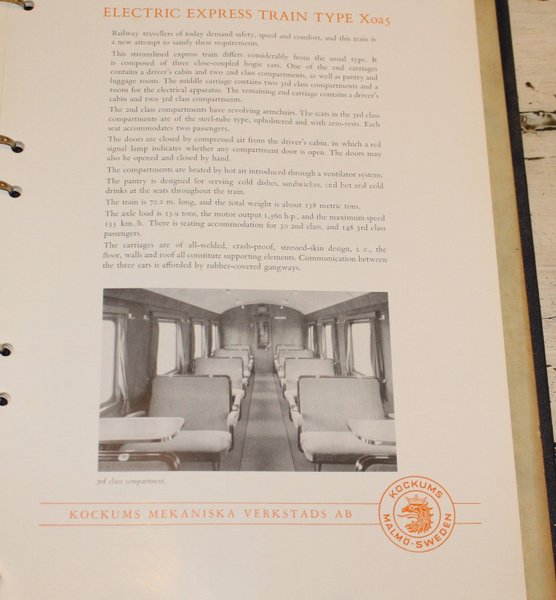 ELECTRIC EXPRESS TRAIN TYPE Xoa5
Railway travellers of today demand safety, speed and comfort, and this train is
a new attempt to satisfy these requirements.
This streamlined express train differs considerably from the usual type. It
is composed of three close-coupled bogie cars. One of the end carriages
contains a driver's cabin and two 2nd class compartments, as well as pantry and
luggage room. The middle carriage contains two 3rd class compartments and a
room for the electrical apparatus. The remaining end carriage contains a driver's
cabin and two 3rd class compartments.
The 2nd class compartments have revolving armchairs. The seats in the 3rd class
compartments are of the steel-tube type, upholstered and with arm-rests. Each
seat accommodates two passengers.
The doors are closed by compressed air from the driver's cabin, in which a red
signal lamp indicates whether any compartment door is open. The doors may
also be opened and closed by hand.
The compartments are heated by hot air introduced through a ventilator system.
The pantry is designed for serving cold dishes, sandwiches, and hot and cold
drinks at the seats throughout the train.
The train is 72.2 m. long, and the total weight is about 138 metric tons.
The axle load is 13.9 tons, the motor output 1,360 h.p., and the maximum speed
135 km./h. There is seating accommodation for 30 2nd class, and 148 3rd class
passengers.
The carriages are of all-welded, crash-proof, stressed-skin design, i. e., the
floor, walls and roof all constitute supporting elements. Communication between
the three cars is afforded by rubber-covered gangways.
3rd class compartment.
KOCKUMS MEKANISKA VERKSTADS AB
KOCKUMS
MALMÖ-SWEDEN